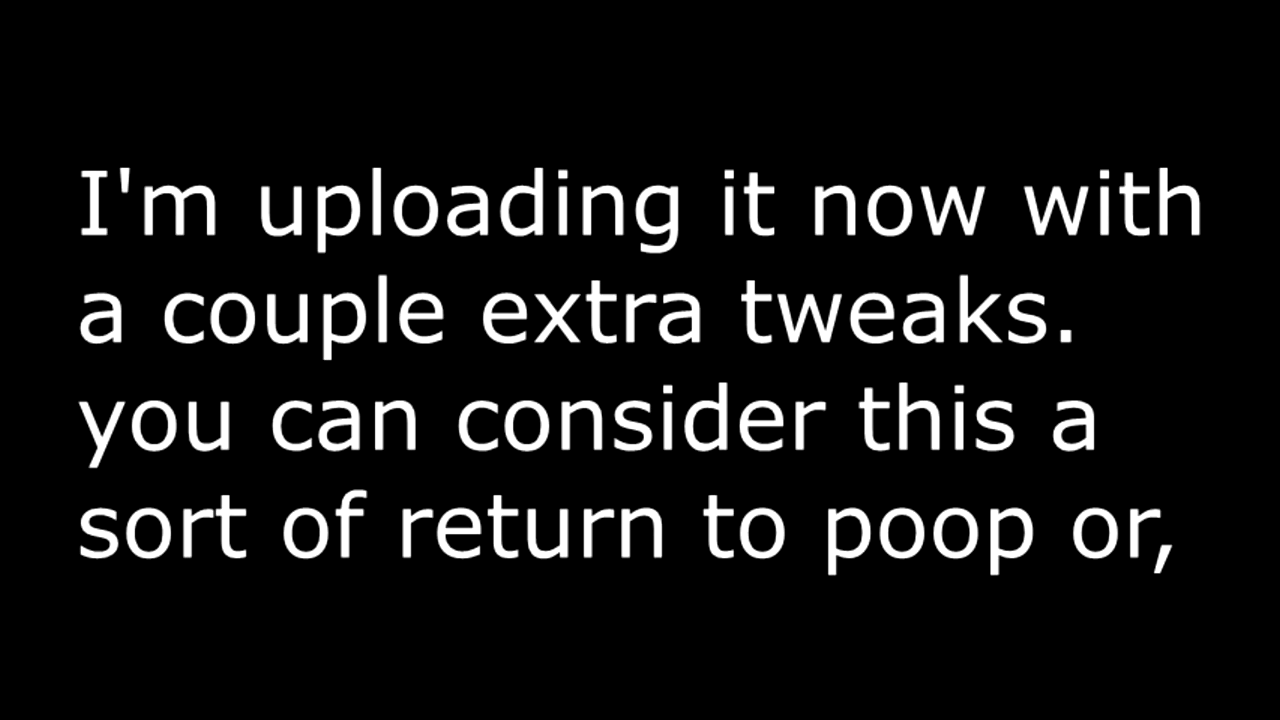 I'm uploading it now with
a couple extra tweaks.
you can consider this a
sort of return to poop or,